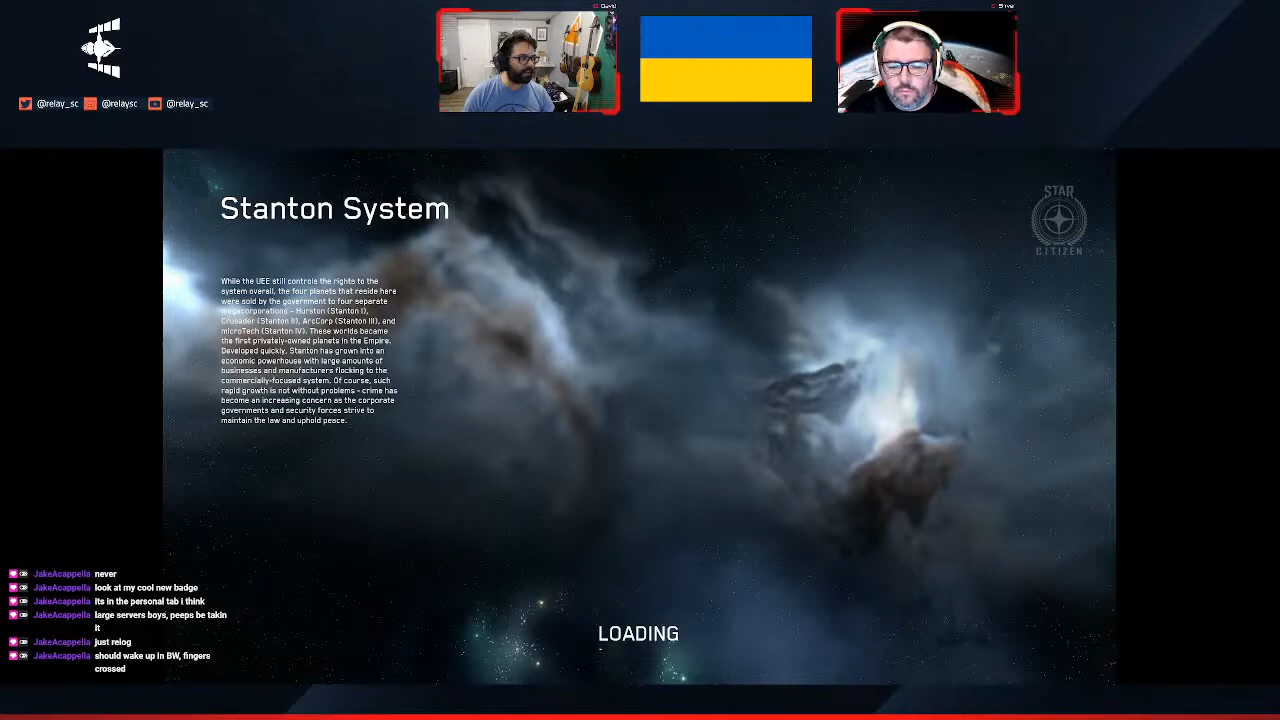 David
@relay_sc @relaysc @relay_sc
Stanton System
STAR
CITIZEN
While the UEE still controls the rights to the
system overall, the four planets that reside here
were sold by the government to four separate
megacorporations - Hurston (Stanton I),
Crusader (Stanton II), ArcCorp (Stanton III), and
microTech (Stanton IV). These worlds became
the first privately-owned planets in the Empire.
Developed quickly, Stanton has grown into an
economic powerhouse with large amounts of
businesses and manufacturers flocking to the
commercially-focused system. Of course, such
rapid growth is not without problems - crime has
become an increasing concern as the corporate
governments and security forces strive to
maintain the law and uphold peace.
LOADING
JakeAcappella never
JakeAcappella look at my cool new badge
JakeAcappella its in the personal tab i think
JakeAcappella large servers boys, peeps be takin
it
JakeAcappella just relog
JakeAcappella should wake up in BW, fingers
crossed